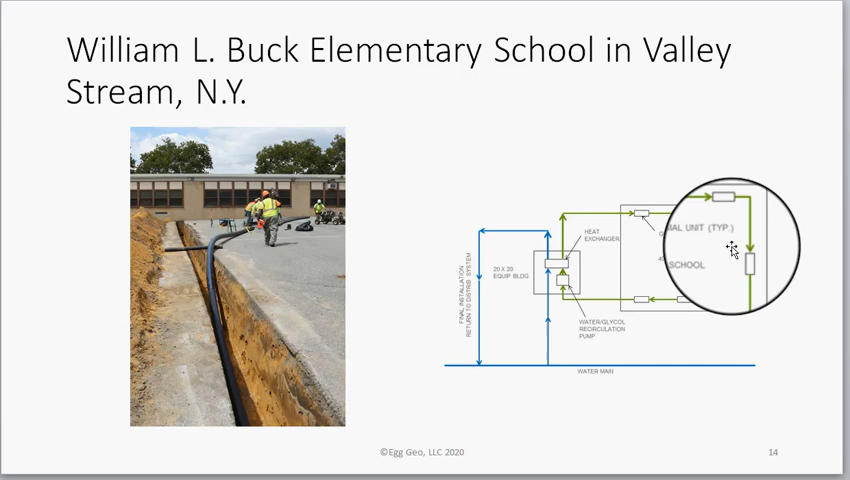 William L. Buck Elementary School in Valley
Stream, N.Y.
HEAT
EXCHANGER
20 X 20
EQUIP BLDG
FINAL INSTALLATION
RETURN TO DISTRIB. SYSTEM
UNIT (TYP.)
SCHOOL
WATER/GLYCOL
RECIRCULATION
PUMP
WATER MAIN
©Egg Geo, LLC 2020
14